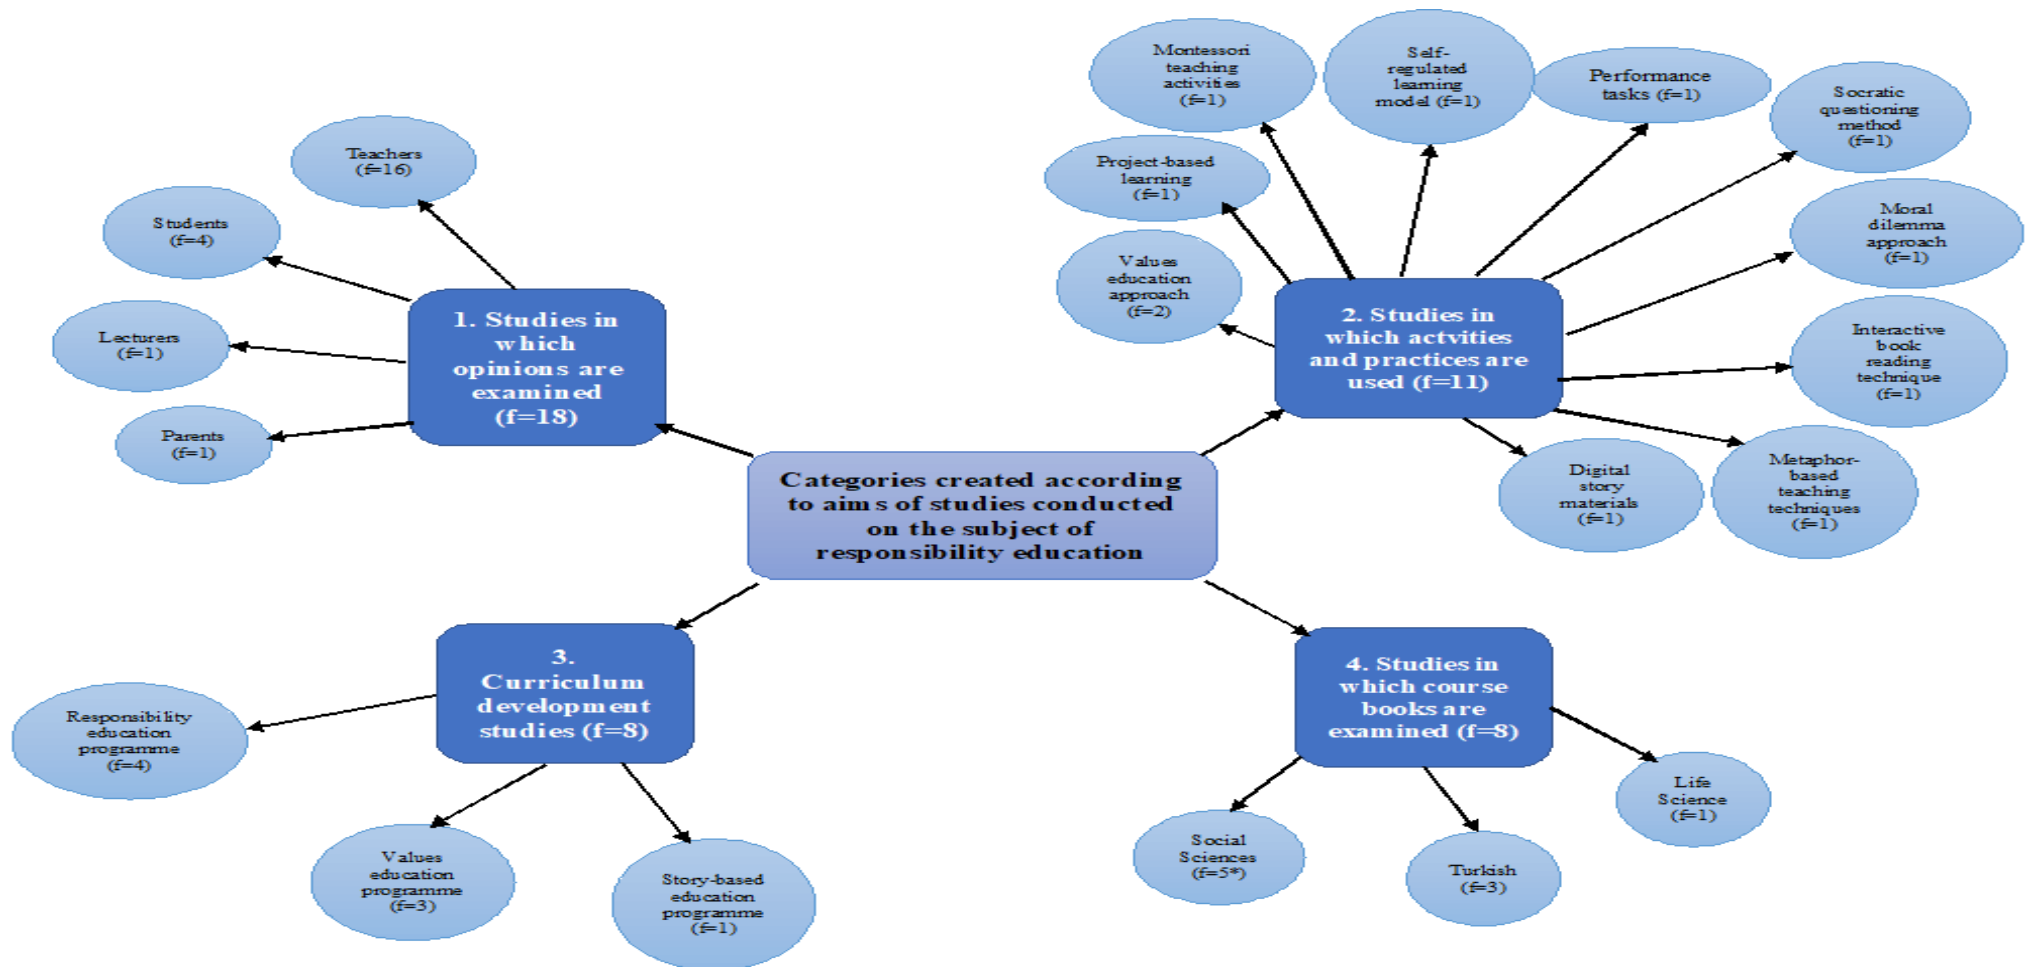 Categories created according
to aims of studies conducted
on the subject of
responsibility education
1. Studies in
which
opinions are
examined
(f=18)
Teachers
(f=16)
Students
(f=4)
Lecturers
(f=1)
Parents
(f=1)
2. Studies in
which actvities
and practices are
used (f=11)
Values
education
approach
(f=2)
Project-based
learning
(f=1)
Montessori
teaching
activities
(f=1)
Self-
regulated
learning
model (f=1)
Performance
tasks (f=1)
Socratic
questioning
method
(f=1)
Moral
dilemma
approach
(f=1)
Interactive
book
reading
technique
(f=1)
Metaphor-
based
teaching
techniques
(f=1)
Digital
story
materials
(f=1)
3.
Curriculum
development
studies (f=8)
Responsibility
education
programme
(f=4)
Values
education
programme
(f=3)
Story-based
education
programme
(f=1)
4. Studies in
which course
books are
examined (f=8)
Social
Sciences
(f=5*)
Turkish
(f=3)
Life
Science
(f=1)